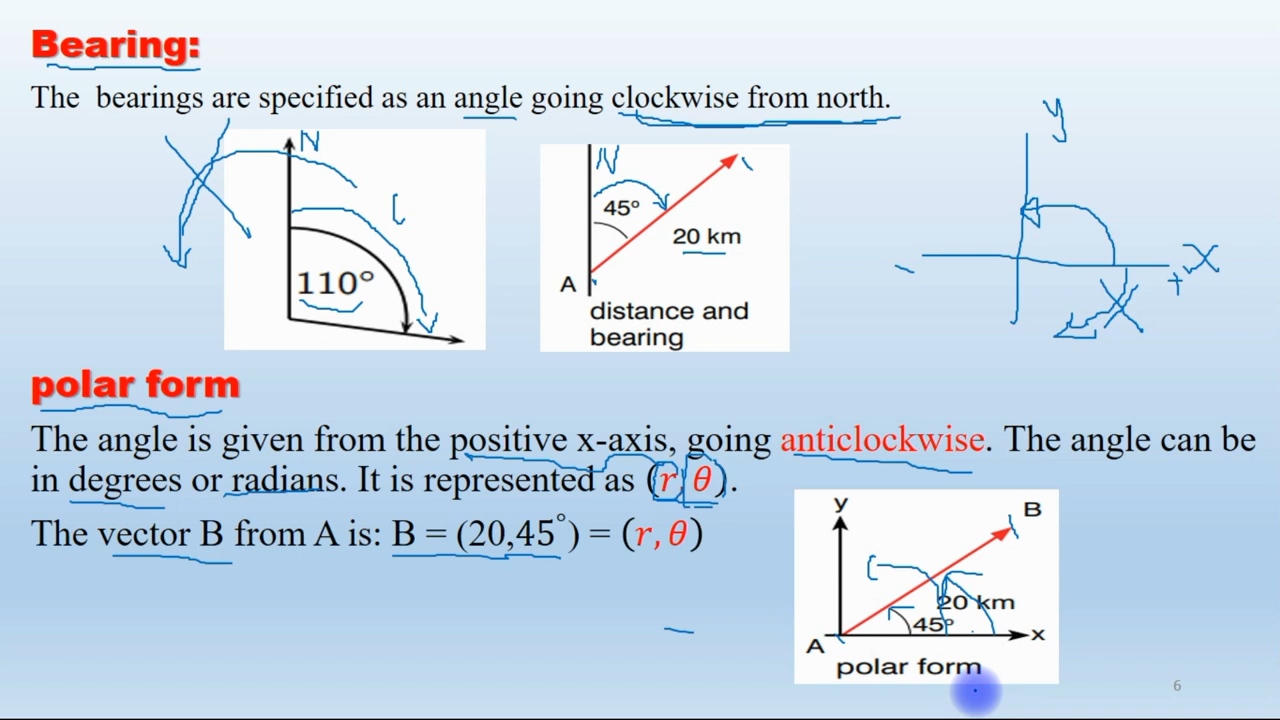 Bearing:
The bearings are specified as an angle going clockwise from north.
N
110°
N
45°
20 km
A
distance and
bearing
y
x
+
polar form
The angle is given from the positive x-axis, going anticlockwise. The angle can be
in degrees or radians. It is represented as (r, θ).
The vector B from A is: B = (20,45°) = (r, θ)
y
B
20 km
45°
A
x
polar form
6